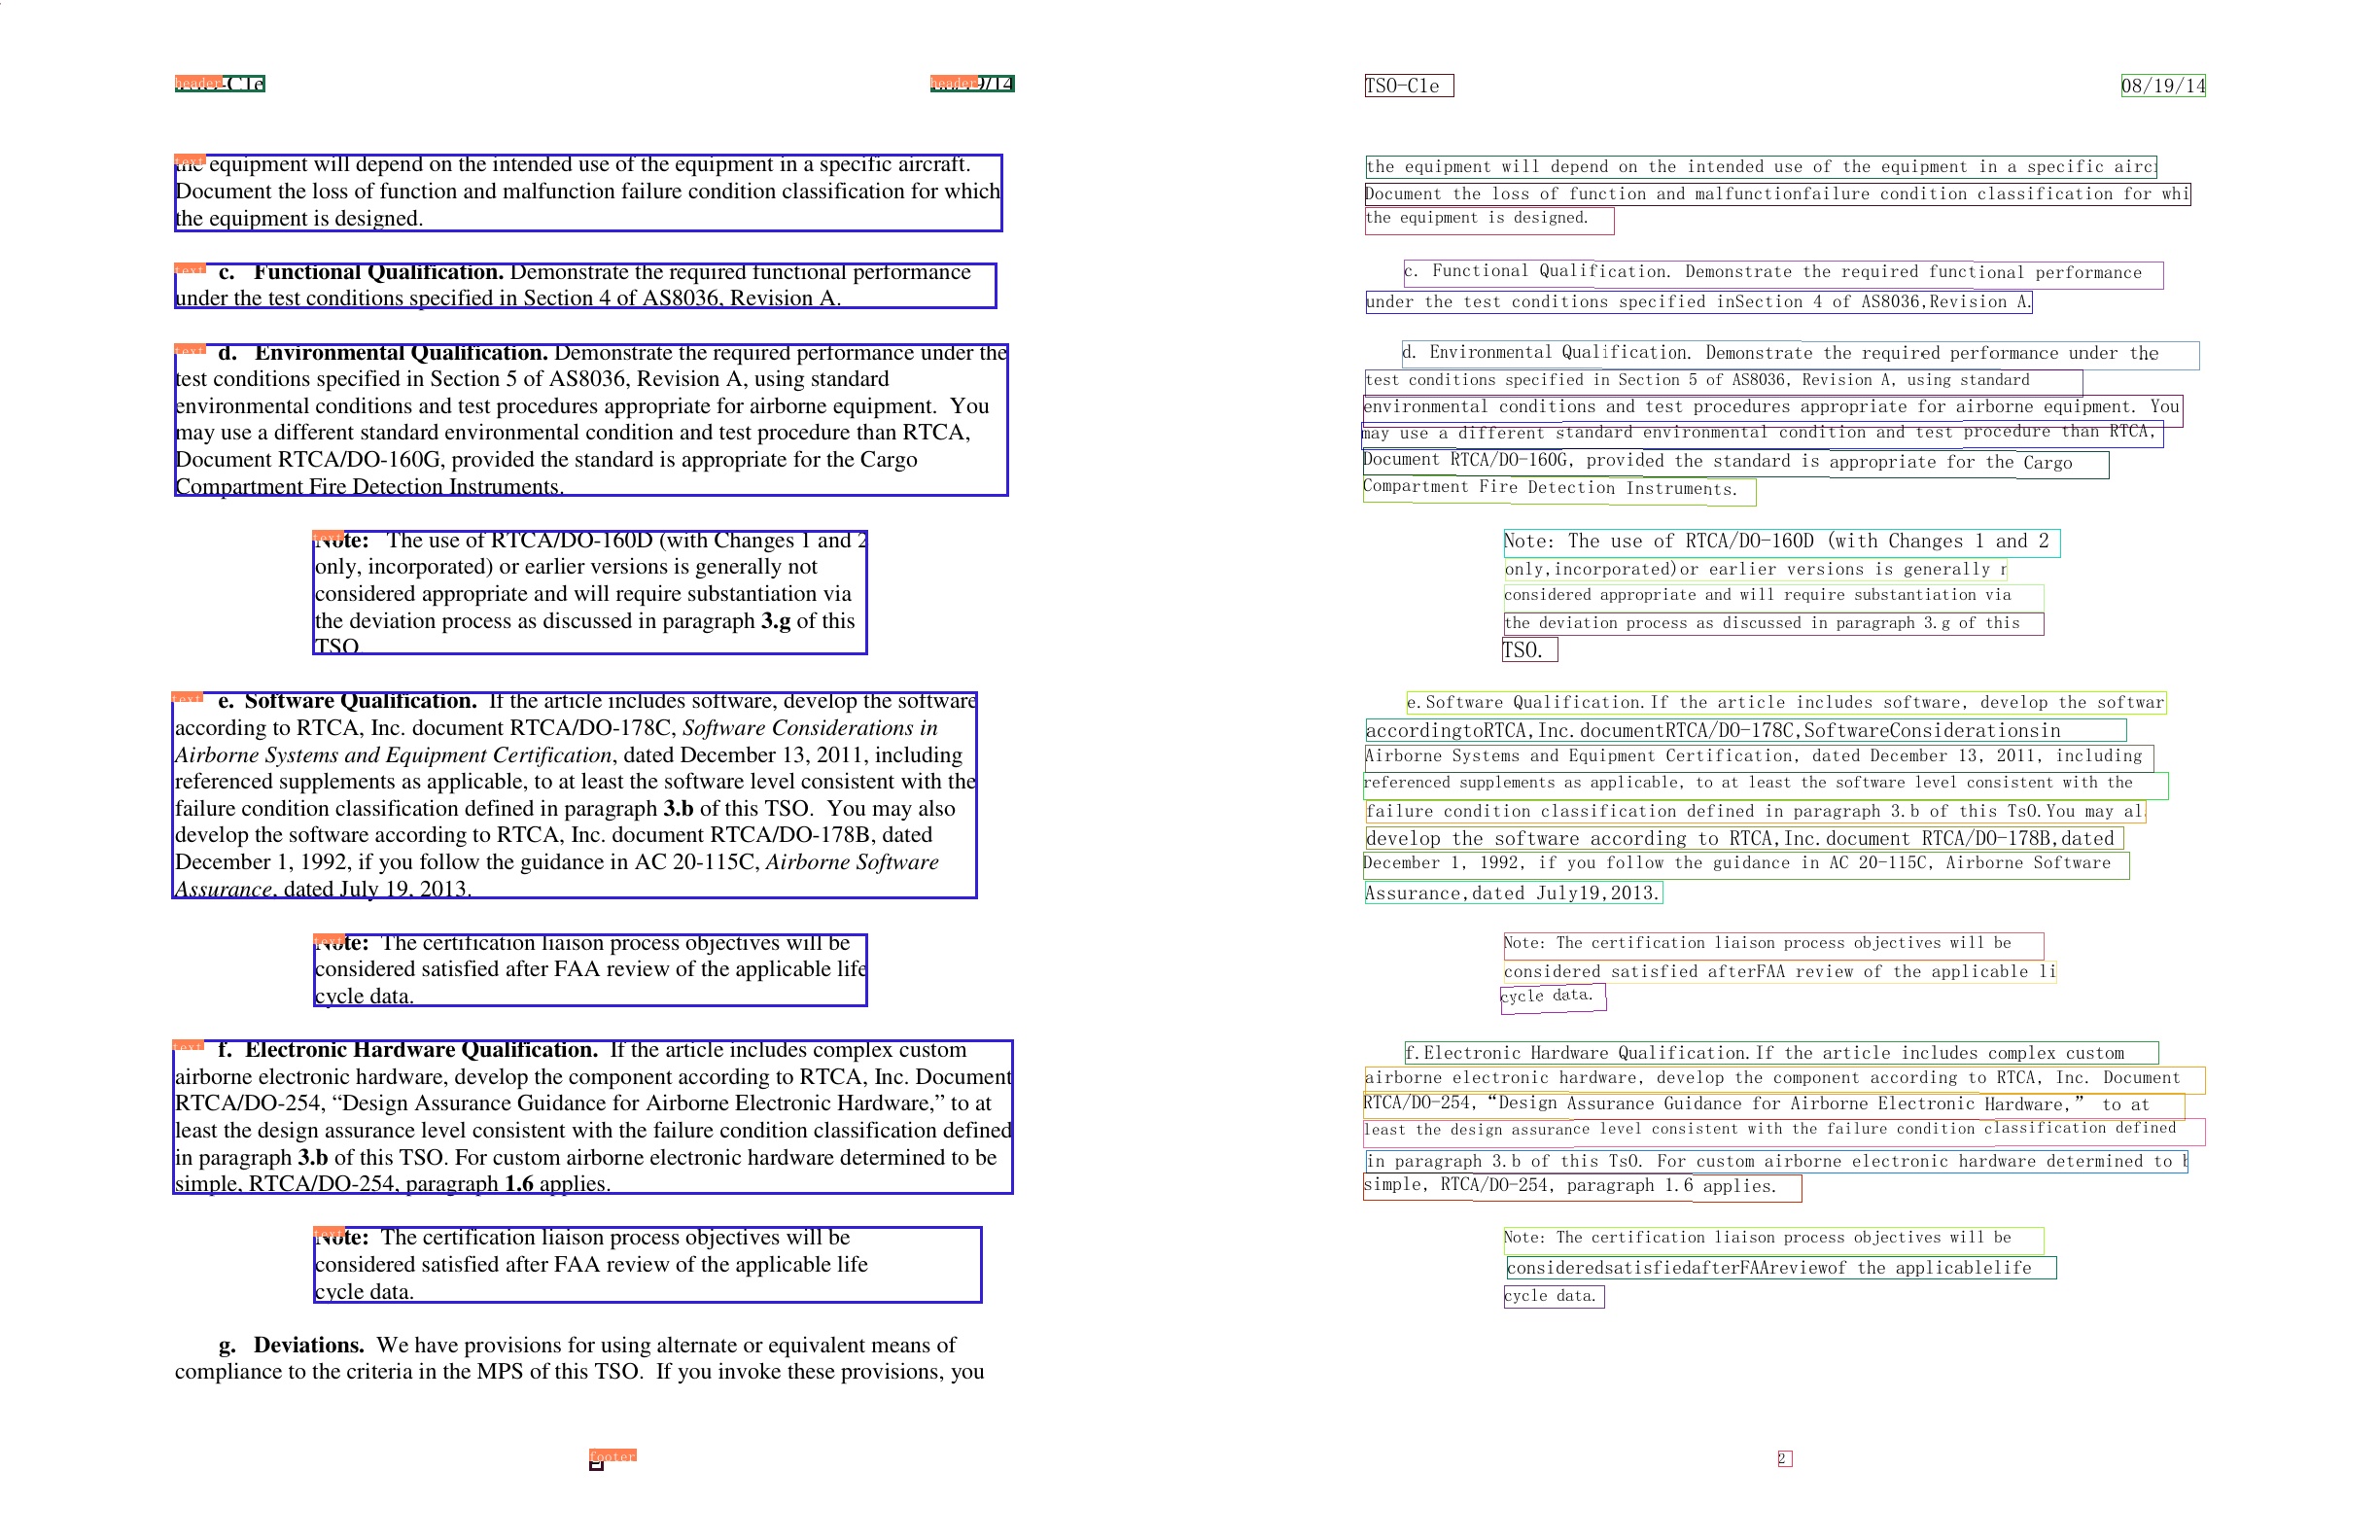 header -C1e
header 9/14
text
the equipment will depend on the intended use of the equipment in a specific aircraft.
Document the loss of function and malfunction failure condition classification for which
the equipment is designed.
text
c. Functional Qualification. Demonstrate the required functional performance
under the test conditions specified in Section 4 of AS8036, Revision A.
text
d. Environmental Qualification. Demonstrate the required performance under the
test conditions specified in Section 5 of AS8036, Revision A, using standard
environmental conditions and test procedures appropriate for airborne equipment. You
may use a different standard environmental condition and test procedure than RTCA,
Document RTCA/DO-160G, provided the standard is appropriate for the Cargo
Compartment Fire Detection Instruments.
text
Note: The use of RTCA/DO-160D (with Changes 1 and 2
only, incorporated) or earlier versions is generally not
considered appropriate and will require substantiation via
the deviation process as discussed in paragraph 3.g of this
TSO
text
e. Software Qualification. If the article includes software, develop the software
according to RTCA, Inc. document RTCA/DO-178C, Software Considerations in
Airborne Systems and Equipment Certification, dated December 13, 2011, including
referenced supplements as applicable, to at least the software level consistent with the
failure condition classification defined in paragraph 3.b of this TSO. You may also
develop the software according to RTCA, Inc. document RTCA/DO-178B, dated
December 1, 1992, if you follow the guidance in AC 20-115C, Airborne Software
Assurance, dated July 19, 2013.
text
Note: The certification liaison process objectives will be
considered satisfied after FAA review of the applicable life
cycle data.
text
f. Electronic Hardware Qualification. If the article includes complex custom
airborne electronic hardware, develop the component according to RTCA, Inc. Document
RTCA/DO-254, “Design Assurance Guidance for Airborne Electronic Hardware,” to at
least the design assurance level consistent with the failure condition classification defined
in paragraph 3.b of this TSO. For custom airborne electronic hardware determined to be
simple, RTCA/DO-254, paragraph 1.6 applies.
text
Note: The certification liaison process objectives will be
considered satisfied after FAA review of the applicable life
cycle data.
g. Deviations. We have provisions for using alternate or equivalent means of
compliance to the criteria in the MPS of this TSO. If you invoke these provisions, you
footer
TSO-C1e
08/19/14
the equipment will depend on the intended use of the equipment in a specific airc
Document the loss of function and malfunctionfailure condition classification for whi
the equipment is designed.
c. Functional Qualification. Demonstrate the required functional performance
under the test conditions specified inSection 4 of AS8036,Revision A.
d. Environmental Qualification. Demonstrate the required performance under the
test conditions specified in Section 5 of AS8036, Revision A, using standard
environmental conditions and test procedures appropriate for airborne equipment. You
may use a different standard environmental condition and test procedure than RTCA,
Document RTCA/DO-160G, provided the standard is appropriate for the Cargo
Compartment Fire Detection Instruments.
Note: The use of RTCA/DO-160D (with Changes 1 and 2
only,incorporated)or earlier versions is generally
considered appropriate and will require substantiation via
the deviation process as discussed in paragraph 3.g of this
TSO.
e.Software Qualification.If the article includes software, develop the softwar
accordingtoRTCA,Inc.documentRTCA/DO-178C,SoftwareConsiderationsin
Airborne Systems and Equipment Certification, dated December 13, 2011, including
referenced supplements as applicable, to at least the software level consistent with the
failure condition classification defined in paragraph 3.b of this TsO.You may al
develop the software according to RTCA,Inc.document RTCA/DO-178B,dated
December 1, 1992, if you follow the guidance in AC 20-115C, Airborne Software
Assurance,dated July19,2013.
Note: The certification liaison process objectives will be
considered satisfied afterFAA review of the applicable li
cycle data.
f.Electronic Hardware Qualification.If the article includes complex custom
airborne electronic hardware, develop the component according to RTCA, Inc. Document
RTCA/DO-254, “Design Assurance Guidance for Airborne Electronic Hardware,” to at
least the design assurance level consistent with the failure condition classification defined
in paragraph 3.b of this TsO. For custom airborne electronic hardware determined to
simple, RTCA/DO-254, paragraph 1.6 applies.
Note: The certification liaison process objectives will be
consideredsatisfiedafterFAAreviewof the applicablelife
cycle data.
2